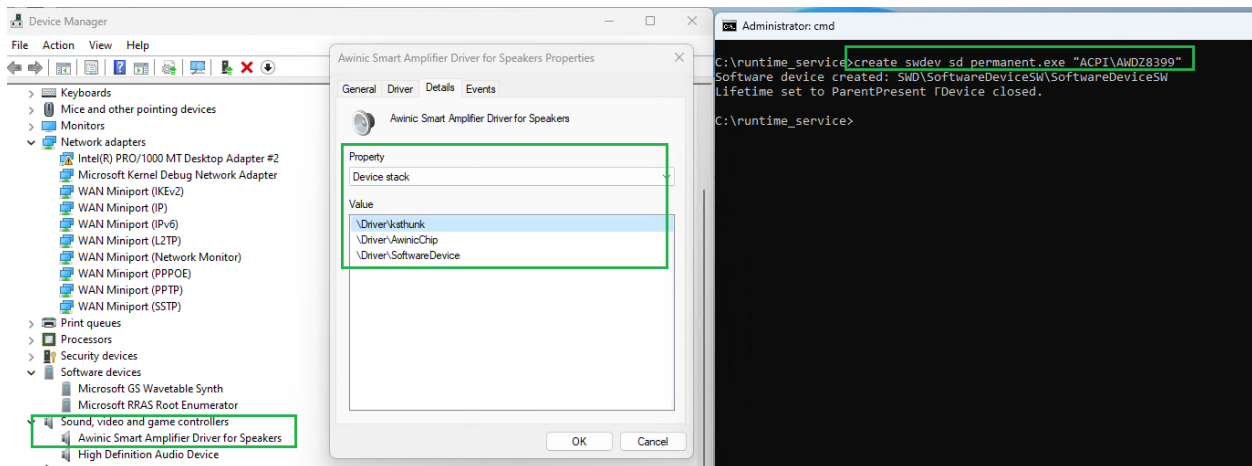 Device Manager
File Action View Help
Keyboards
Mice and other pointing devices
Monitors
Network adapters
Intel(R) PRO/1000 MT Desktop Adapter #2
Microsoft Kernel Debug Network Adapter
WAN Miniport (IKEv2)
WAN Miniport (IP)
WAN Miniport (IPv6)
WAN Miniport (L2TP)
WAN Miniport (Network Monitor)
WAN Miniport (PPPOE)
WAN Miniport (PPTP)
WAN Miniport (SSTP)
Print queues
Processors
Security devices
Software devices
Microsoft GS Wavetable Synth
Microsoft RRAS Root Enumerator
Sound, video and game controllers
Awinic Smart Amplifier Driver for Speakers
High Definition Audio Device
Awinic Smart Amplifier Driver for Speakers Properties
General Driver Details Events
Awinic Smart Amplifier Driver for Speakers
Property
Device stack
Value
\Driver\ksthunk
\Driver\AwinicChip
\Driver\SoftwareDevice
OK Cancel
Administrator: cmd
C:\runtime_service>create swdev sd permanent.exe "ACPI\AWDZ8399"
Software device created: SWD\SoftwareDeviceSW\SoftwareDeviceSW
Lifetime set to ParentPresent ΓDevice closed.
C:\runtime_service>